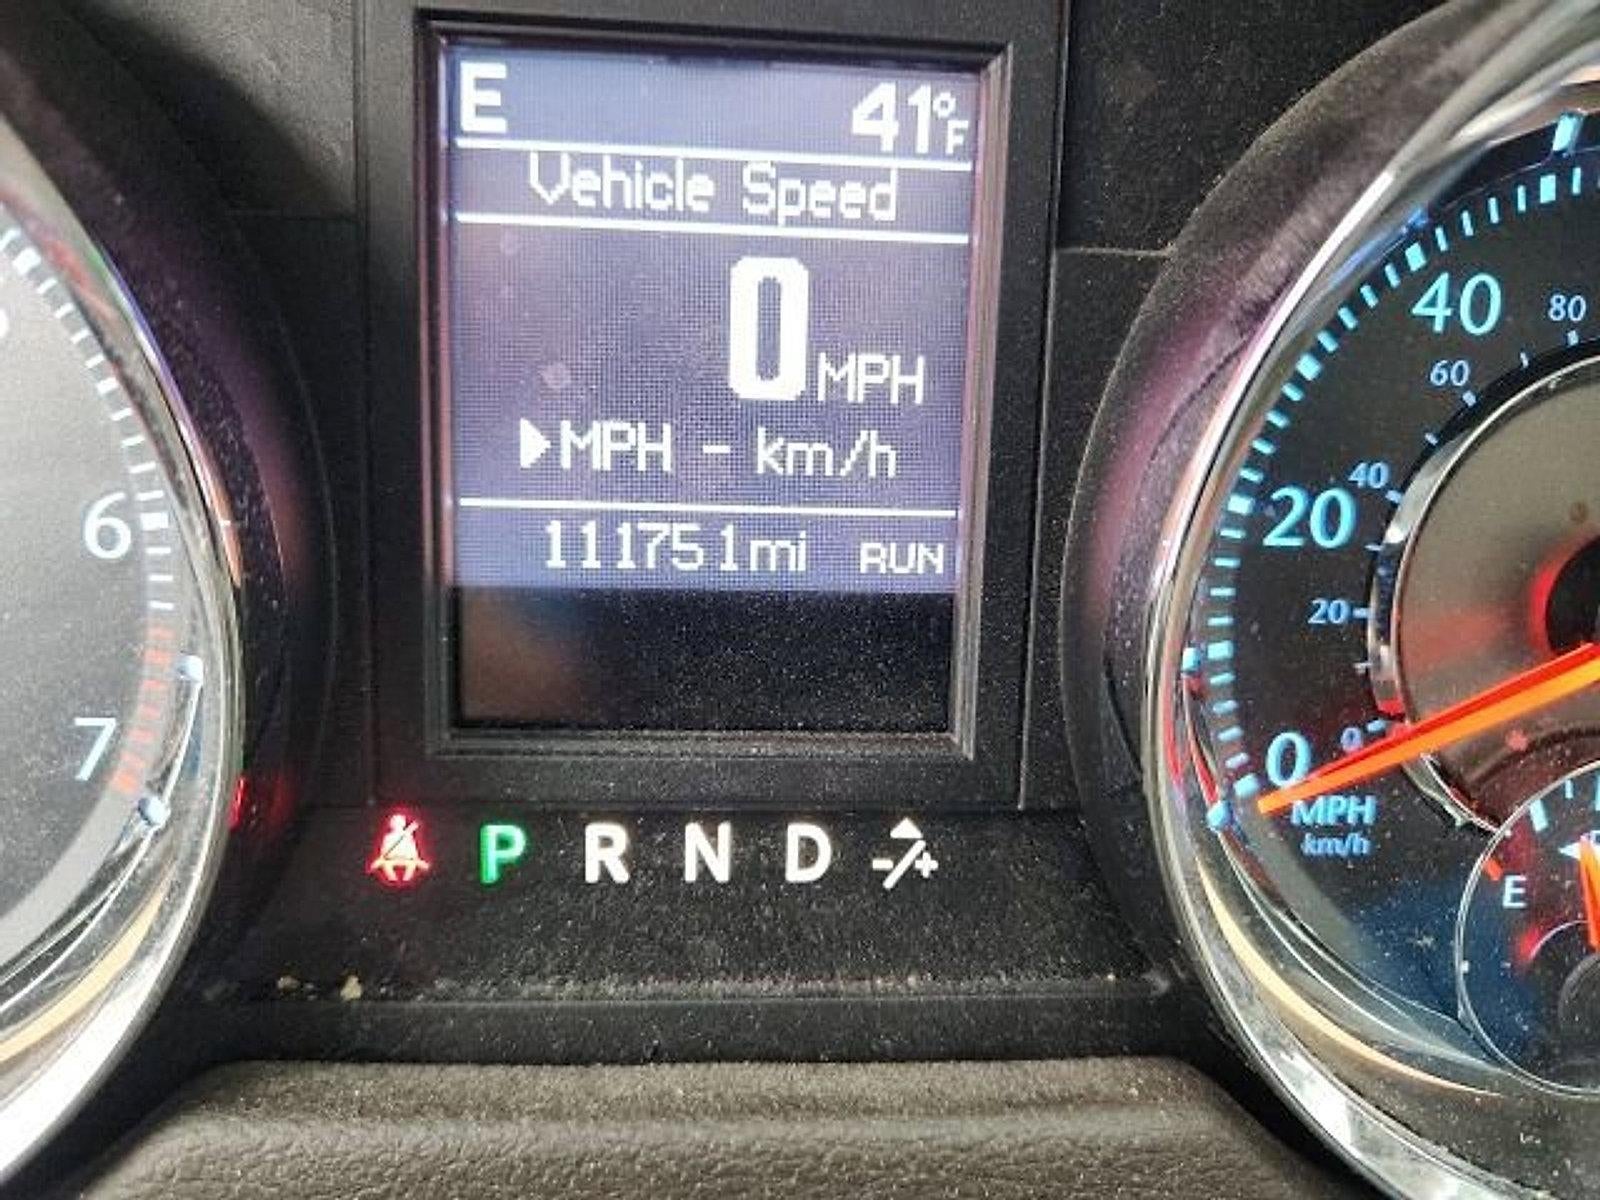 E 41°F
Vehicle Speed
0 MPH
▶MPH - km/h
111751mi RUN
P R N D -/+
6
7
80
40
60
40
20
20
0
0
MPH
km/h
E